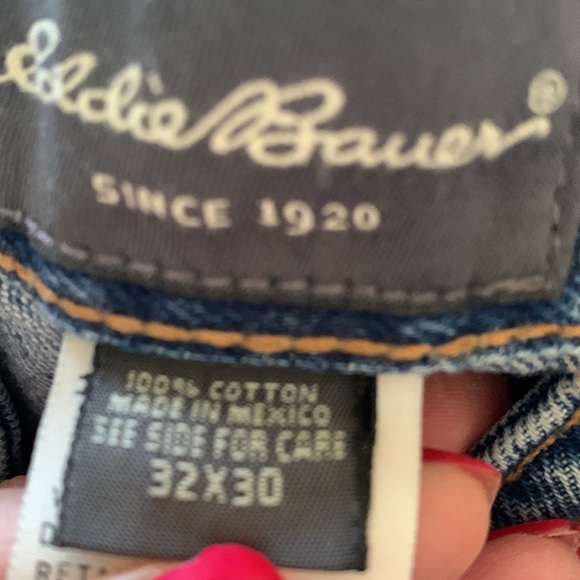 Eddie Bauer®
SINCE 1920
100% COTTON
MADE IN MEXICO
SEE SIDE FOR CARE
32X30